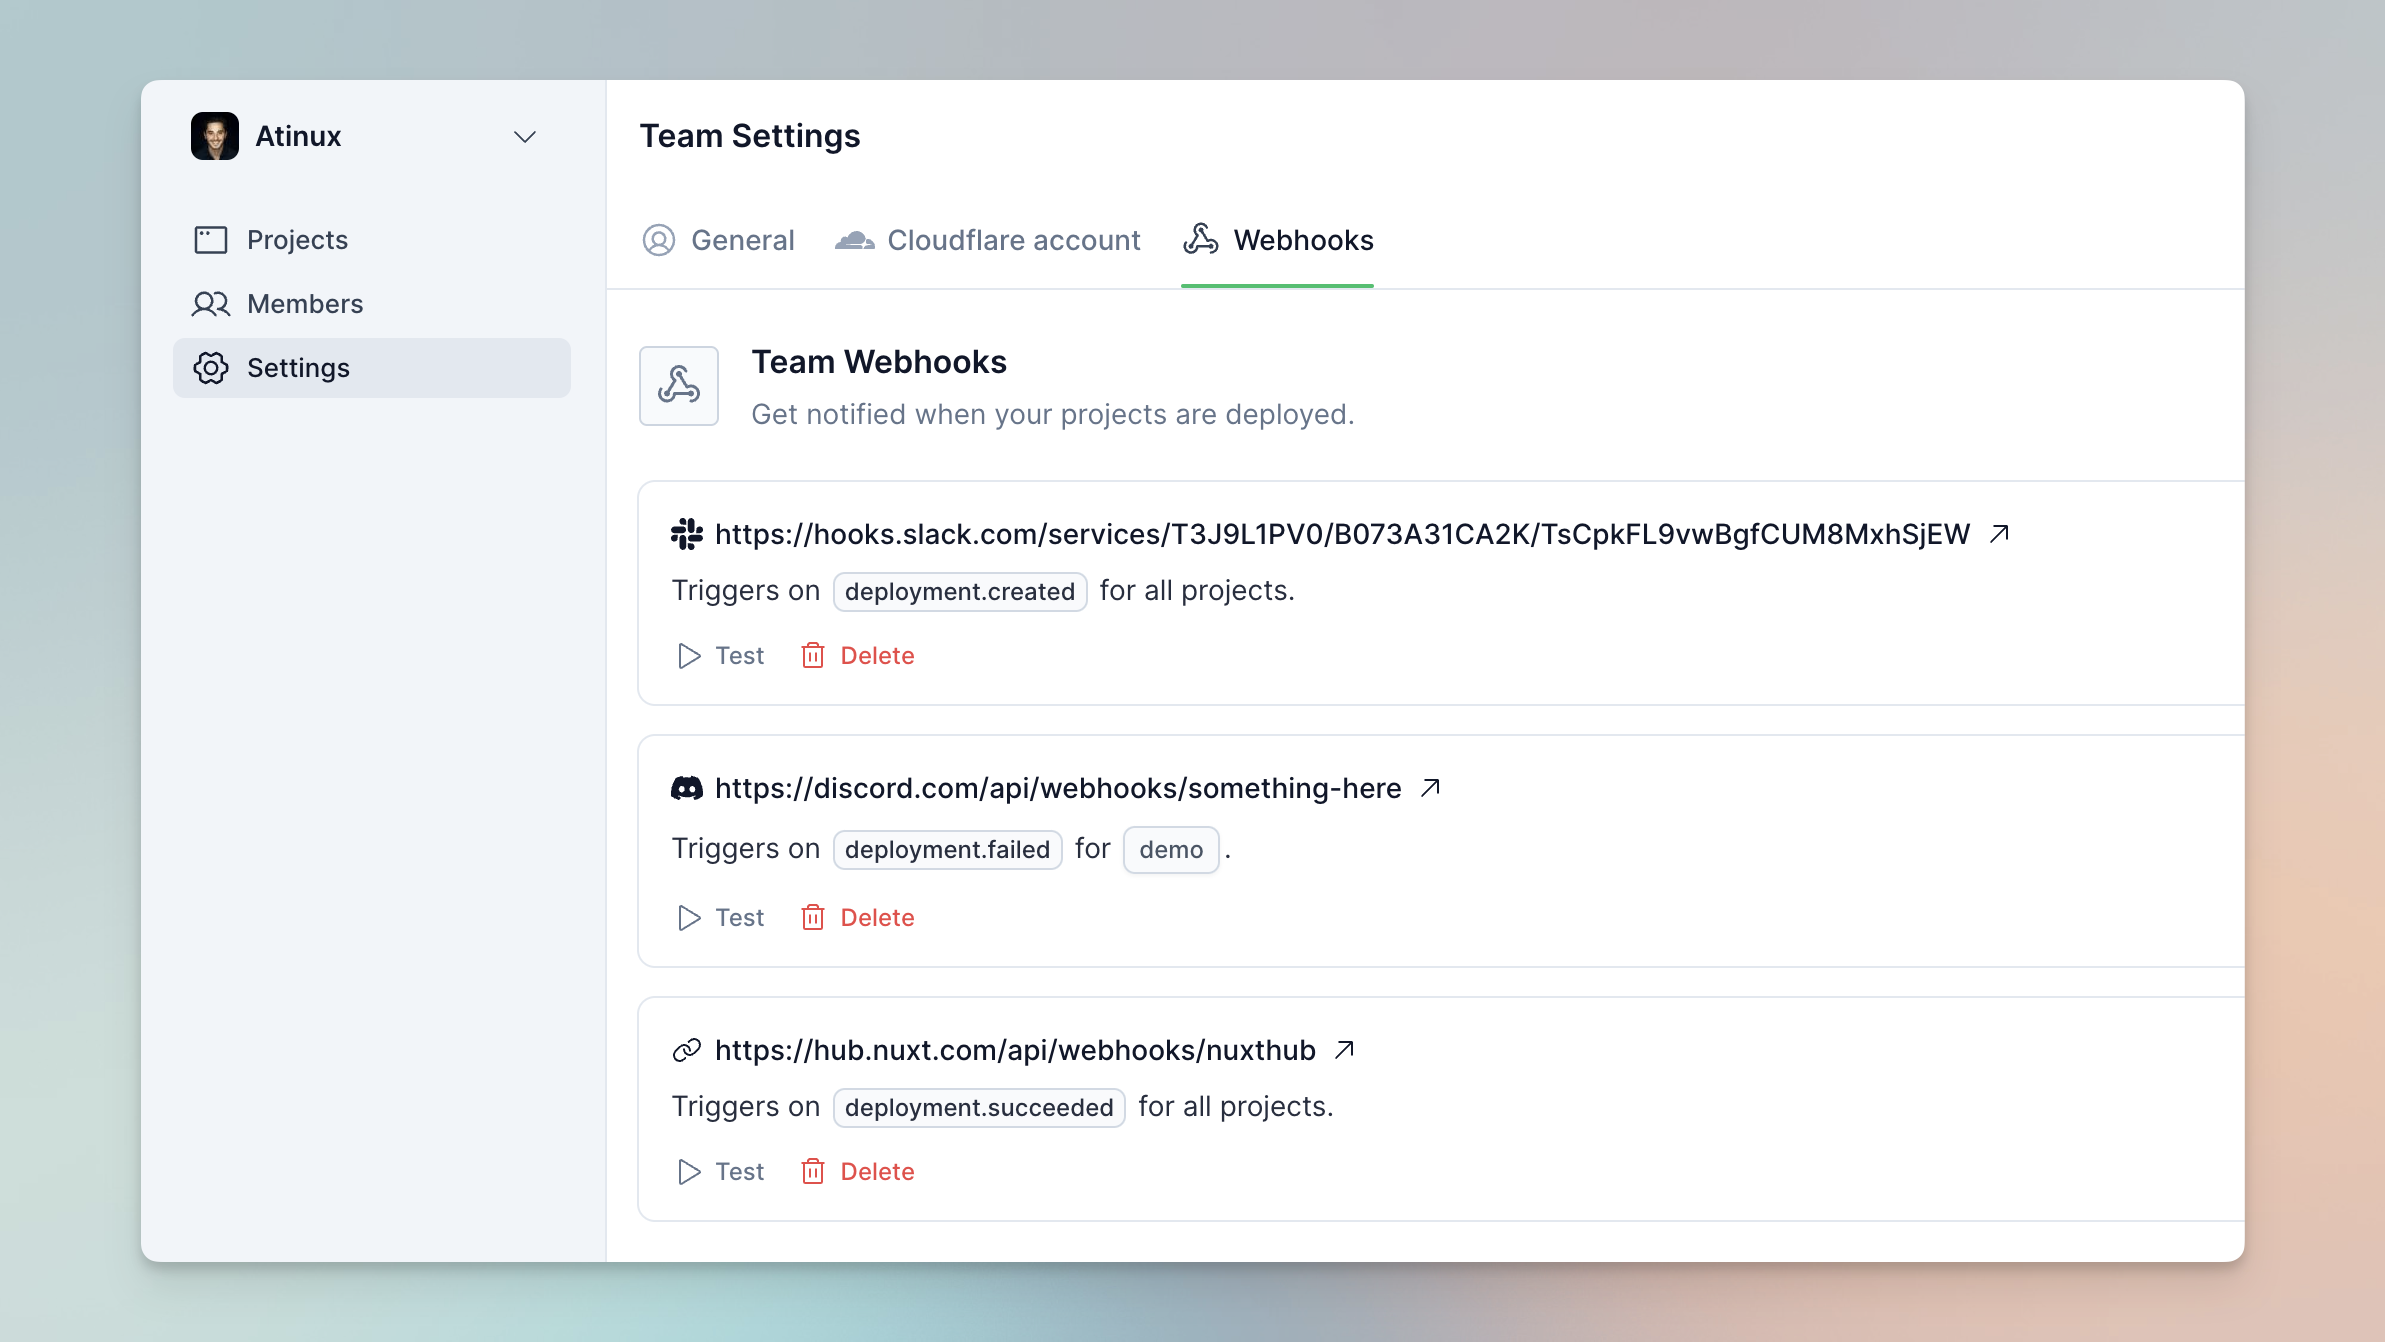 Atinux
Projects
Members
Settings
Team Settings
General Cloudflare account Webhooks
Team Webhooks
Get notified when your projects are deployed.
https://hooks.slack.com/services/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
Triggers on deployment.created for all projects.
Test Delete
https://discord.com/api/webhooks/something-here
Triggers on deployment.failed for demo .
Test Delete
https://hub.nuxt.com/api/webhooks/nuxthub
Triggers on deployment.succeeded for all projects.
Test Delete